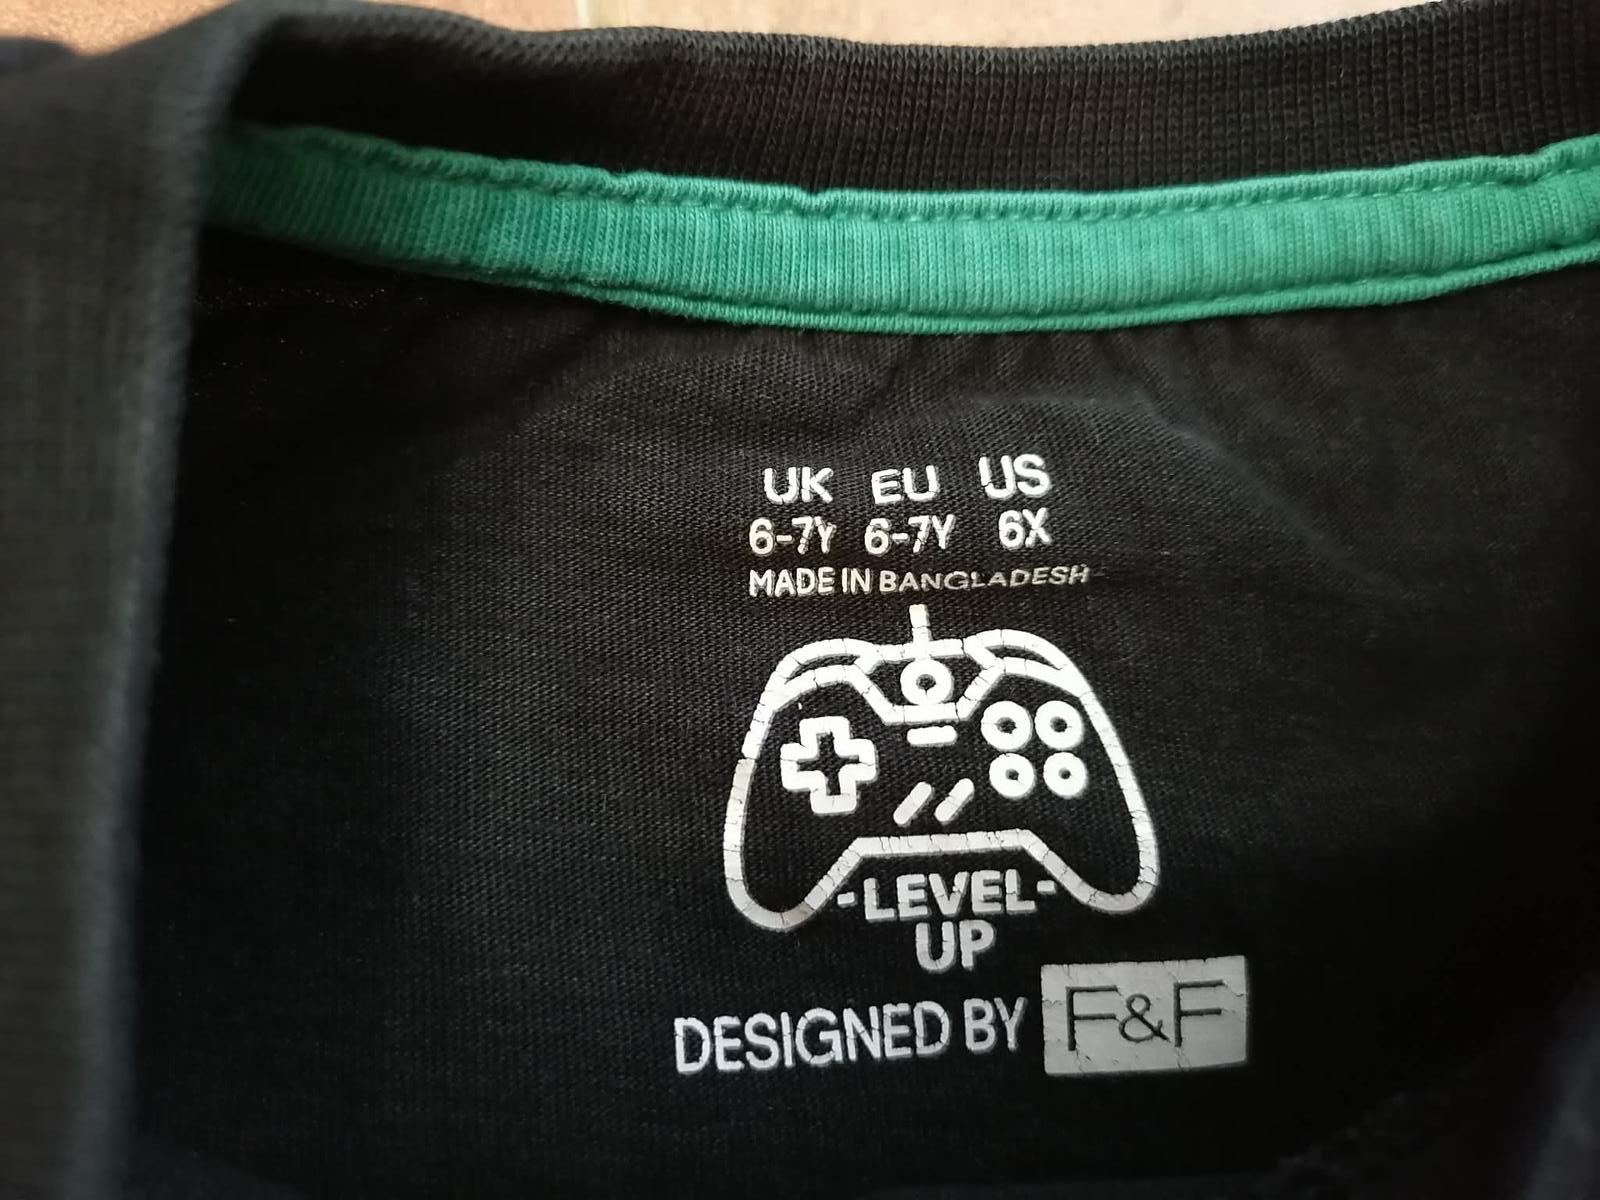 UK EU US
6-7Y 6-7Y 6X
MADE IN BANGLADESH
-LEVEL-
UP
DESIGNED BY F&F